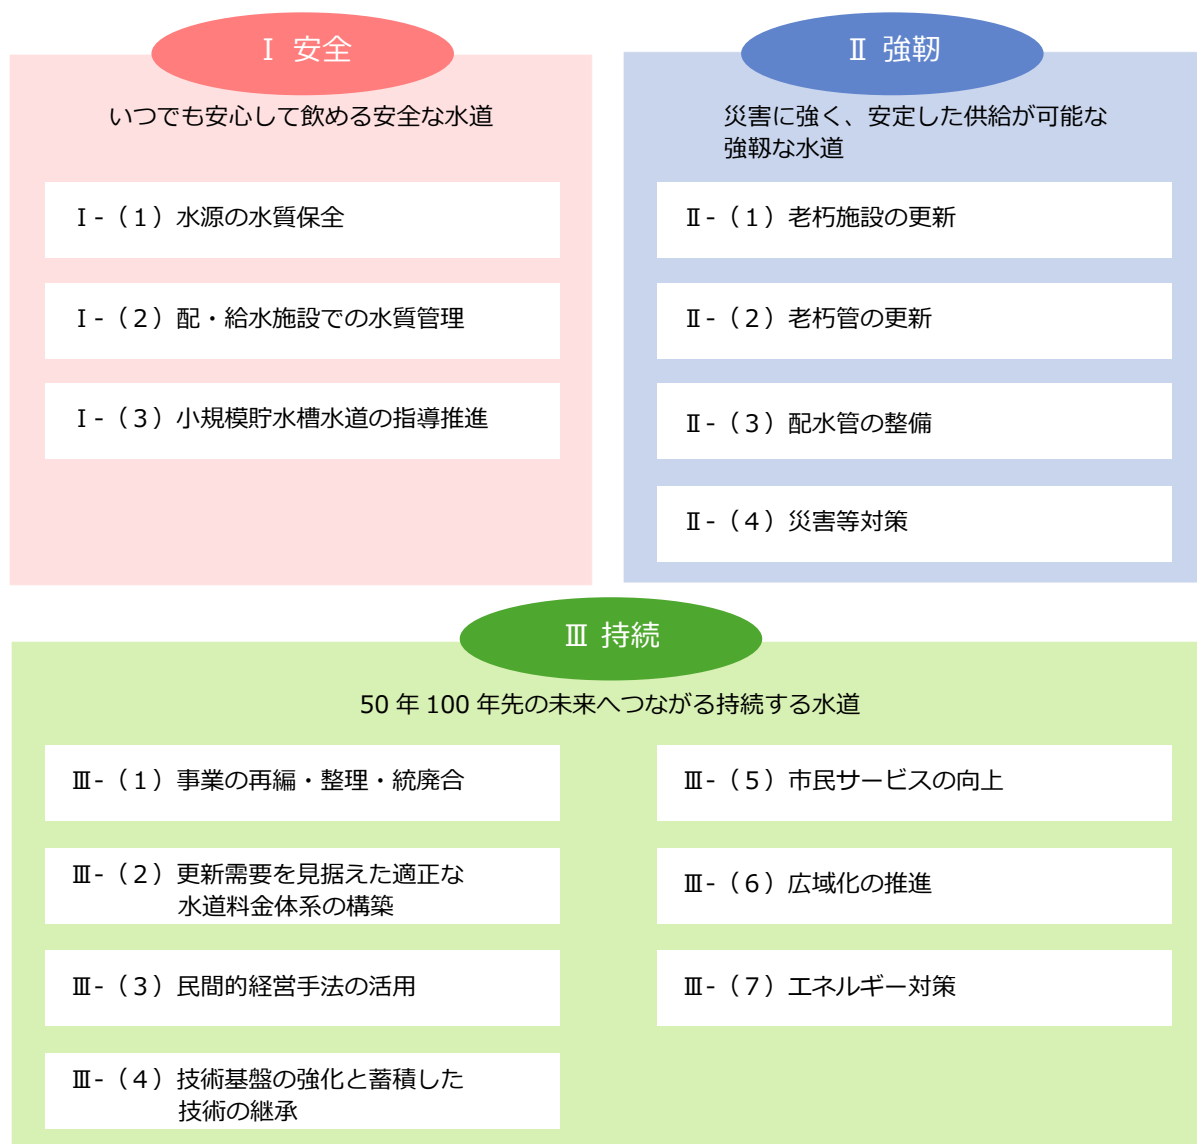 Ⅰ 安全
いつでも安心して飲める安全な水道
Ⅰ-（1）水源の水質保全
Ⅰ-（2）配・給水施設での水質管理
Ⅰ-（3）小規模貯水槽水道の指導推進
Ⅱ 強靭
災害に強く、安定した供給が可能な
強靱な水道
Ⅱ-（1）老朽施設の更新
Ⅱ-（2）老朽管の更新
Ⅱ-（3）配水管の整備
Ⅱ-（4）災害等対策
Ⅲ 持続
50 年 100 年先の未来へつながる持続する水道
Ⅲ-（1）事業の再編・整理・統廃合
Ⅲ-（2）更新需要を見据えた適正な
水道料金体系の構築
Ⅲ-（3）民間的経営手法の活用
Ⅲ-（4）技術基盤の強化と蓄積した
技術の継承
Ⅲ-（5）市民サービスの向上
Ⅲ-（6）広域化の推進
Ⅲ-（7）エネルギー対策